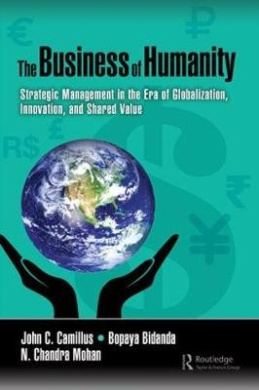 The Business of Humanity
Strategic Management in the Era of Globalization,
Innovation, and Shared Value
€
₽
R$
£
$
₹
¥
John C. Camillus • Bopaya Bidanda
N. Chandra Mohan
Routledge
Taylor & Francis Group